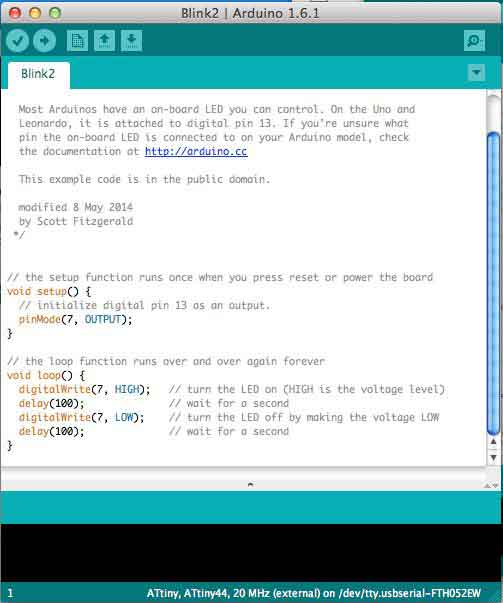 Blink2 | Arduino 1.6.1
Blink2
Most Arduinos have an on-board LED you can control. On the Uno and
Leonardo, it is attached to digital pin 13. If you're unsure what
pin the on-board LED is connected to on your Arduino model, check
the documentation at http://arduino.cc
This example code is in the public domain.
modified 8 May 2014
by Scott Fitzgerald
*/
// the setup function runs once when you press reset or power the board
void setup() {
// initialize digital pin 13 as an output.
pinMode(7, OUTPUT);
}
// the loop function runs over and over again forever
void loop() {
digitalWrite(7, HIGH); // turn the LED on (HIGH is the voltage level)
delay(100); // wait for a second
digitalWrite(7, LOW); // turn the LED off by making the voltage LOW
delay(100); // wait for a second
}
1 ATtiny, ATtiny44, 20 MHz (external) on /dev/tty.usbserial-FTH052EW